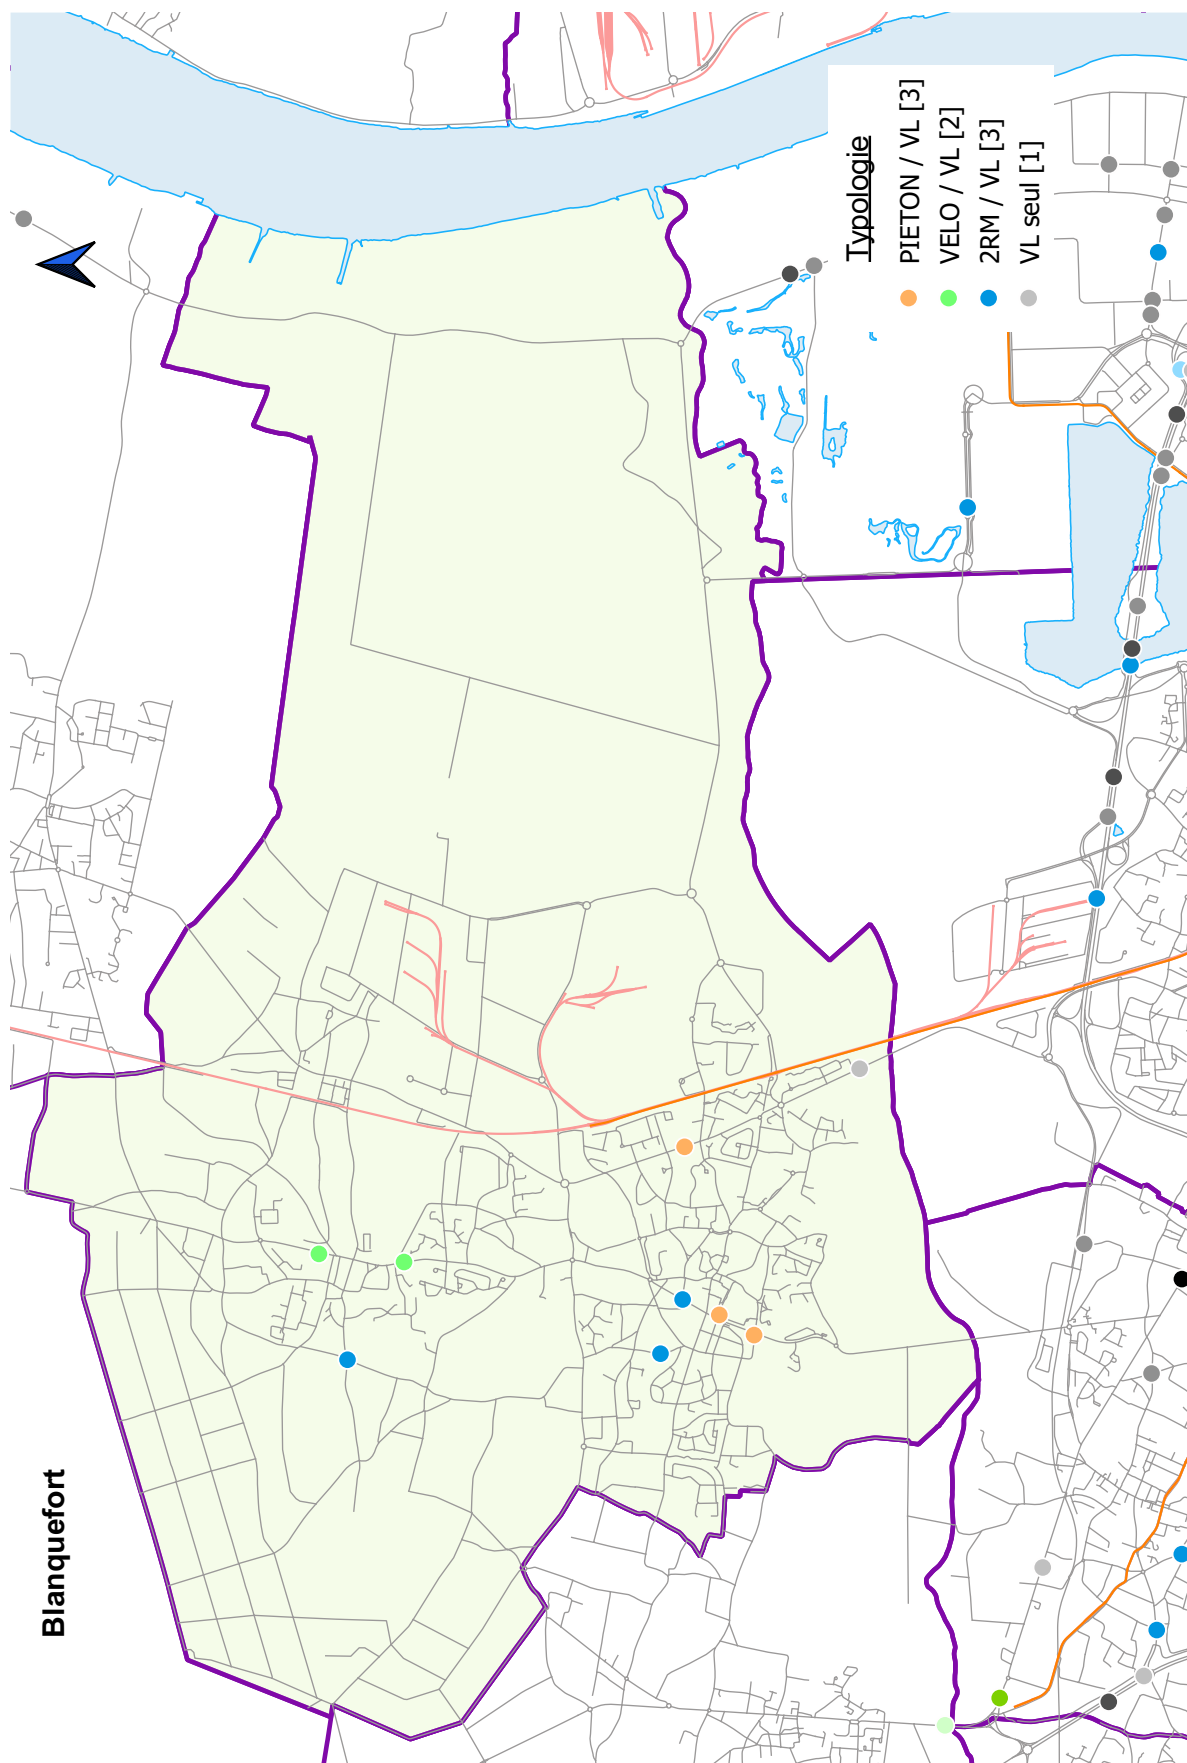 Blanquefort
Typologie
PIETON / VL [3]
VELO / VL [2]
2RM / VL [3]
VL seul [1]